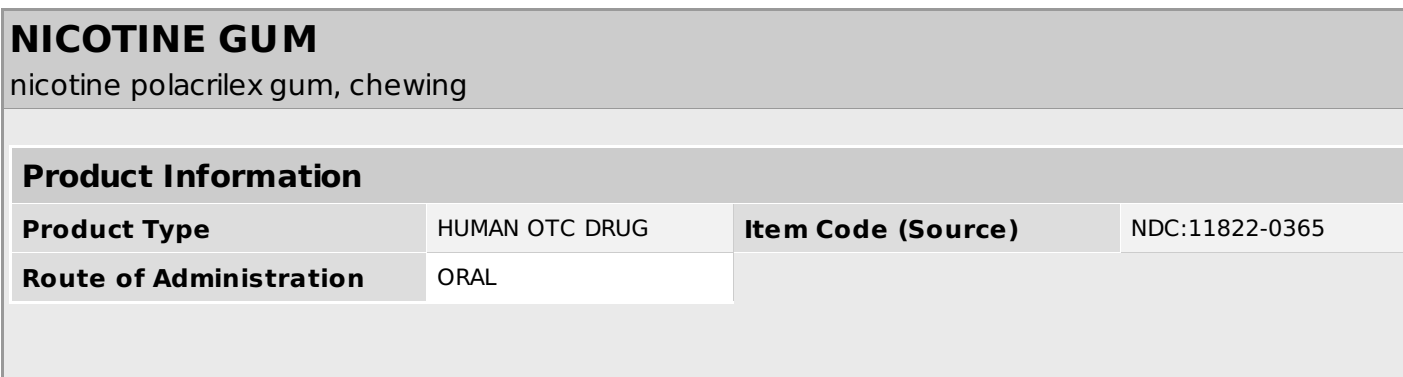 NICOTINE GUM
nicotine polacrilex gum, chewing
Product Information
Product Type HUMAN OTC DRUG Item Code (Source) NDC:11822-0365
Route of Administration ORAL